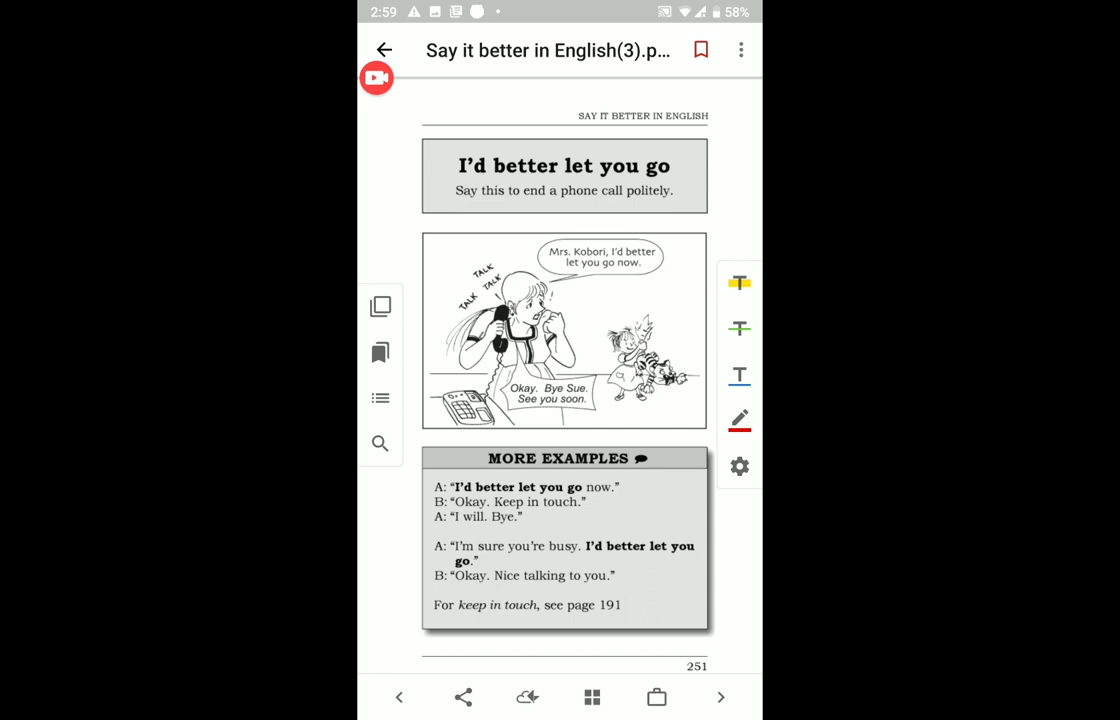 2:59
58%
Say it better in English(3).p...
SAY IT BETTER IN ENGLISH
I'd better let you go
Say this to end a phone call politely.
Mrs. Kobori, I'd better
let you go now.
TALK
TALK
TALK
!
Okay. Bye Sue.
See you soon.
MORE EXAMPLES
A: “I'd better let you go now.”
B: “Okay. Keep in touch.”
A: “I will. Bye.”
A: “I'm sure you're busy. I'd better let you
go.”
B: “Okay. Nice talking to you.”
For keep in touch, see page 191
251
T
T
T